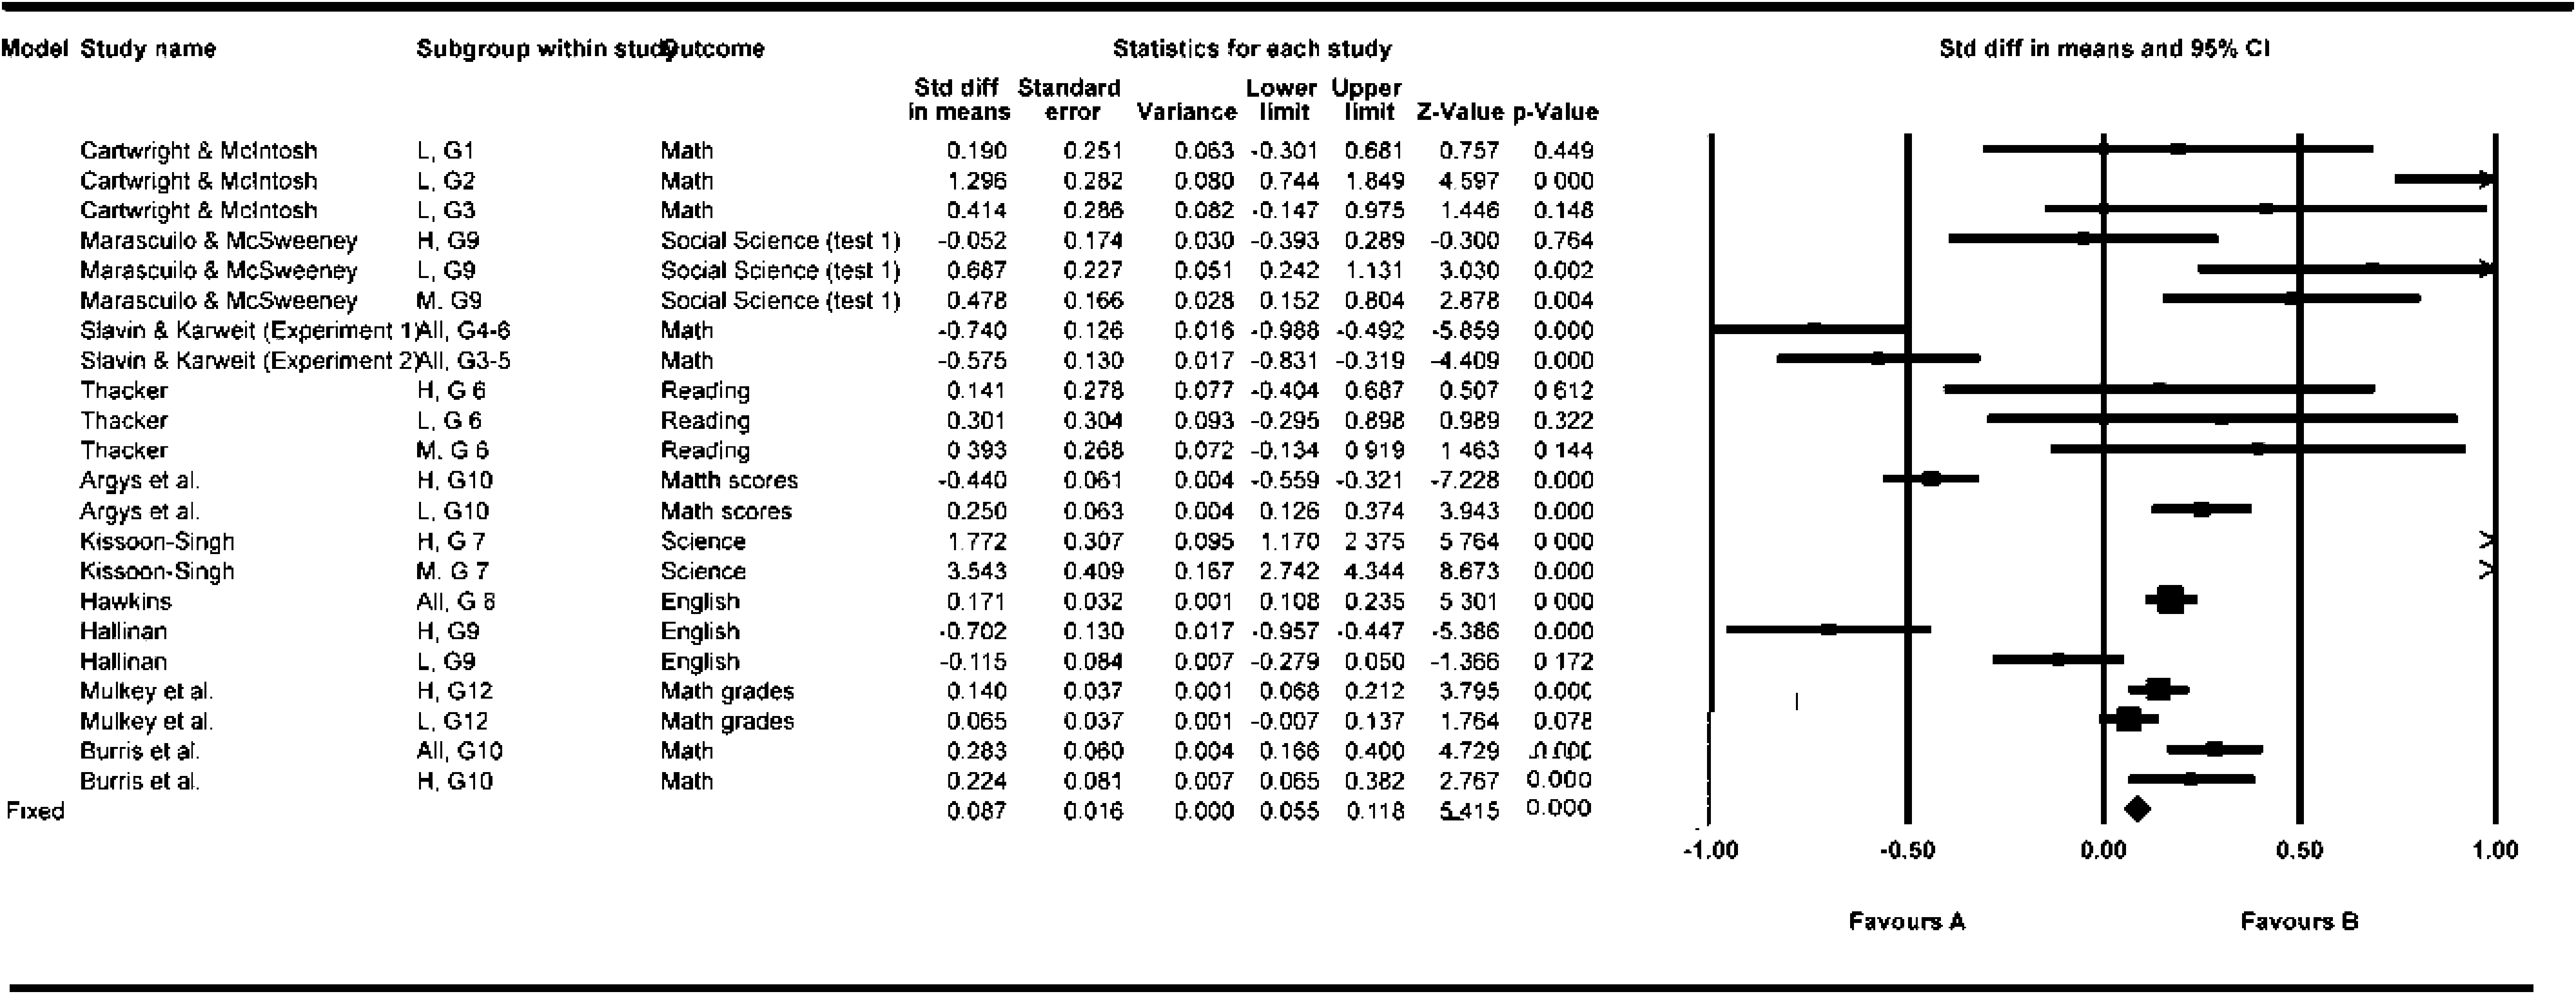 Model Study name Subgroup within study Outcome Statistics for each study Std diff in means and 95% CI
Std diff Standard Lower Upper
in means error Variance limit limit Z-Value p-Value
Cartwright & McIntosh L, G1 Math 0.190 0.251 0.063 -0.301 0.681 0.757 0.449
Cartwright & McIntosh L, G2 Math 1.296 0.282 0.080 0.744 1.849 4.597 0 000
Cartwright & McIntosh L, G3 Math 0.414 0.286 0.082 -0.147 0.975 1.446 0.148
Marascuilo & McSweeney H, G9 Social Science (test 1) -0.052 0.174 0.030 -0.393 0.289 -0.300 0.764
Marascuilo & McSweeney L, G9 Social Science (test 1) 0.687 0.227 0.051 0.242 1.131 3.030 0.002
Marascuilo & McSweeney M. G9 Social Science (test 1) 0.478 0.166 0.028 0.152 0.804 2.878 0.004
Slavin & Karweit (Experiment 1) All, G4-6 Math -0.740 0.126 0.016 -0.988 -0.492 -5.859 0.000
Slavin & Karweit (Experiment 2) All, G3-5 Math -0.575 0.130 0.017 -0.831 -0.319 -4.409 0.000
Thacker H, G 6 Reading 0.141 0.278 0.077 -0.404 0.687 0.507 0 612
Thacker L, G 6 Reading 0.301 0.304 0.093 -0.295 0.898 0.989 0.322
Thacker M. G 6 Reading 0 393 0.268 0.072 -0.134 0 919 1 463 0 144
Argys et al. H, G10 Matth scores -0.440 0.061 0.004 -0.559 -0.321 -7.228 0.000
Argys et al. L, G10 Math scores 0.250 0.063 0.004 0.126 0.374 3.943 0.000
Kissoon-Singh H, G 7 Science 1.772 0.307 0.095 1.170 2 375 5 764 0 000
Kissoon-Singh M. G 7 Science 3.543 0.409 0.167 2.742 4.344 8.673 0.000
Hawkins All, G 8 English 0.171 0.032 0.001 0.108 0.235 5 301 0 000
Hallinan H, G9 English -0.702 0.130 0.017 -0.957 -0.447 -5.386 0.000
Hallinan L, G9 English -0.115 0.084 0.007 -0.279 0.050 -1.366 0 172
Mulkey et al. H, G12 Math grades 0.140 0.037 0.001 0.068 0.212 3.795 0.000
Mulkey et al. L, G12 Math grades 0.065 0.037 0.001 -0.007 0.137 1.764 0.078
Burris et al. All, G10 Math 0.283 0.060 0.004 0.166 0.400 4.729 0.000
Burris et al. H, G10 Math 0.224 0.081 0.007 0.065 0.382 2.767 0.000
Fixed 0.087 0.016 0.000 0.055 0.118 5.415 0.000
-1.00 -0.50 0.00 0.50 1.00
Favours A Favours B